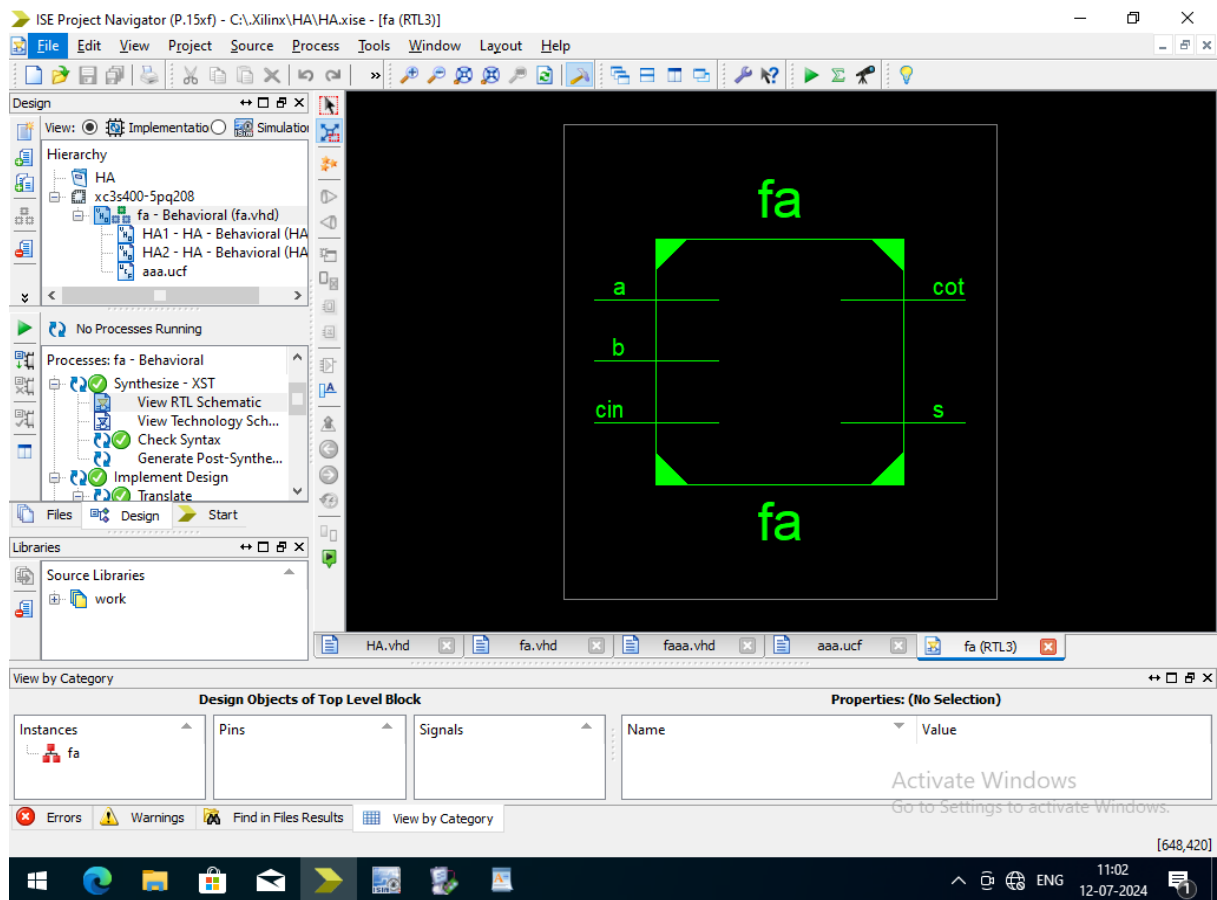 ISE Project Navigator (P.15xf) - C:\.Xilinx\HA\HA.xise - [fa (RTL3)]
File Edit View Project Source Process Tools Window Layout Help
Design
View: Implementatio Simulation
Hierarchy
HA
xc3s400-5pq208
fa - Behavioral (fa.vhd)
HA1 - HA - Behavioral (HA
HA2 - HA - Behavioral (HA
aaa.ucf
No Processes Running
Processes: fa - Behavioral
Synthesize - XST
View RTL Schematic
View Technology Sch...
Check Syntax
Generate Post-Synthe...
Implement Design
Translate
Files Design Start
Libraries
Source Libraries
work
fa
a
cot
b
cin
s
fa
HA.vhd fa.vhd faaa.vhd aaa.ucf fa (RTL3)
View by Category
Design Objects of Top Level Block
Properties: (No Selection)
Instances Pins Signals Name Value
fa
Activate Windows
Go to Settings to activate Windows.
Errors Warnings Find in Files Results View by Category
[648,420]
ENG
11:02
12-07-2024
1